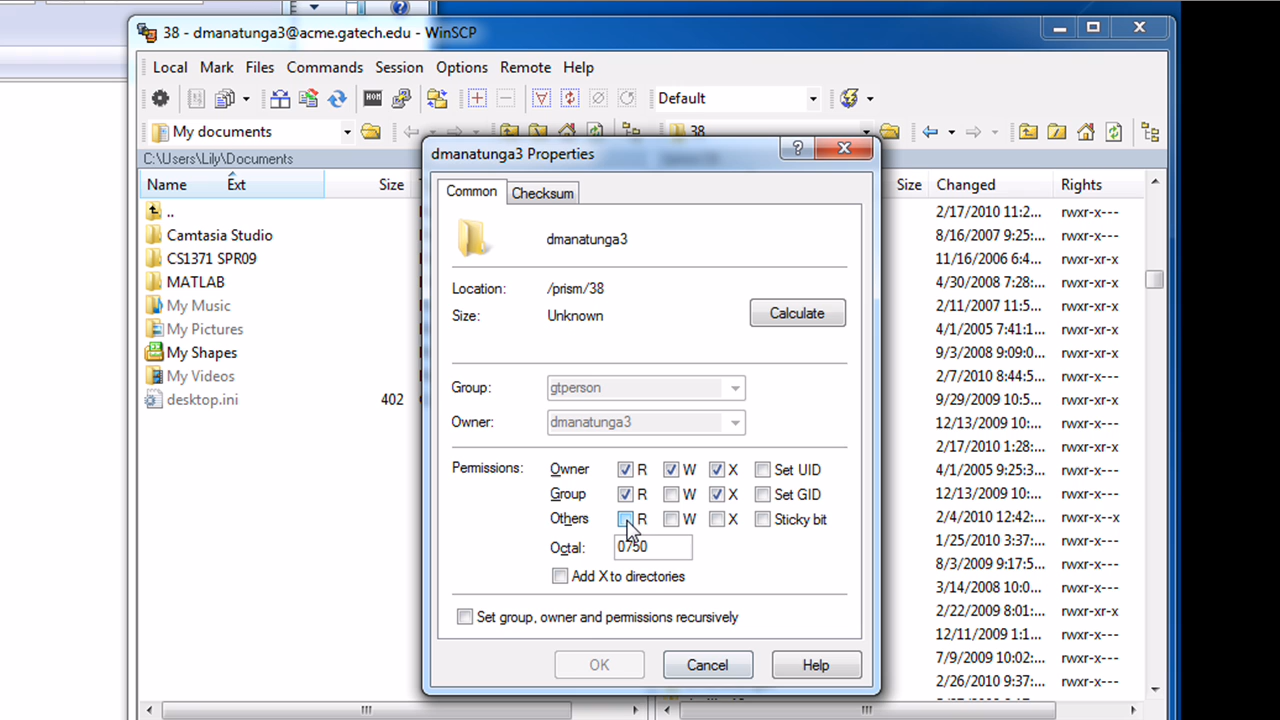 38 - dmanatunga3@acme.gatech.edu - WinSCP
Local Mark Files Commands Session Options Remote Help
Default
My documents
38
C:\Users\Lily\Documents
dmanatunga3 Properties
Name Ext Size
Size Changed Rights
Common Checksum
..
Camtasia Studio
CS1371 SPR09
MATLAB
My Music
My Pictures
My Shapes
My Videos
desktop.ini 402
dmanatunga3
Location: /prism/38
Size: Unknown
Calculate
Group: gtperson
Owner: dmanatunga3
Permissions: Owner R W X Set UID
Group R W X Set GID
Others R W X Sticky bit
Octal: 0750
Add X to directories
Set group, owner and permissions recursively
OK Cancel Help
2/17/2010 11:2... rwxr-x---
8/16/2007 9:25:... rwxr-x---
11/16/2006 6:4... rwxr-xr-x
4/30/2008 7:28:... rwxr-xr-x
2/11/2007 11:5... rwxr-x---
4/1/2005 7:41:1... rwxr-xr-x
9/3/2008 9:09:0... rwxr-xr-x
2/7/2010 8:44:5... rwxr-x---
9/29/2009 10:5... rwxr-xr-x
12/13/2009 10:... rwxr-x---
2/17/2010 1:28:... rwxr-xr-x
4/1/2005 9:25:3... rwxr-x---
12/13/2009 10:... rwxr-x---
2/4/2010 12:42:... rwxr-x--x
1/25/2010 3:37:... rwxr-x---
8/3/2009 9:17:5... rwxr-x---
3/14/2008 10:0... rwxr-x---
2/22/2009 8:01:... rwxr-xr-x
12/11/2009 1:1... rwxr-x---
7/9/2009 10:02:... rwxr-x---
2/26/2010 9:37:... rwxr-x---